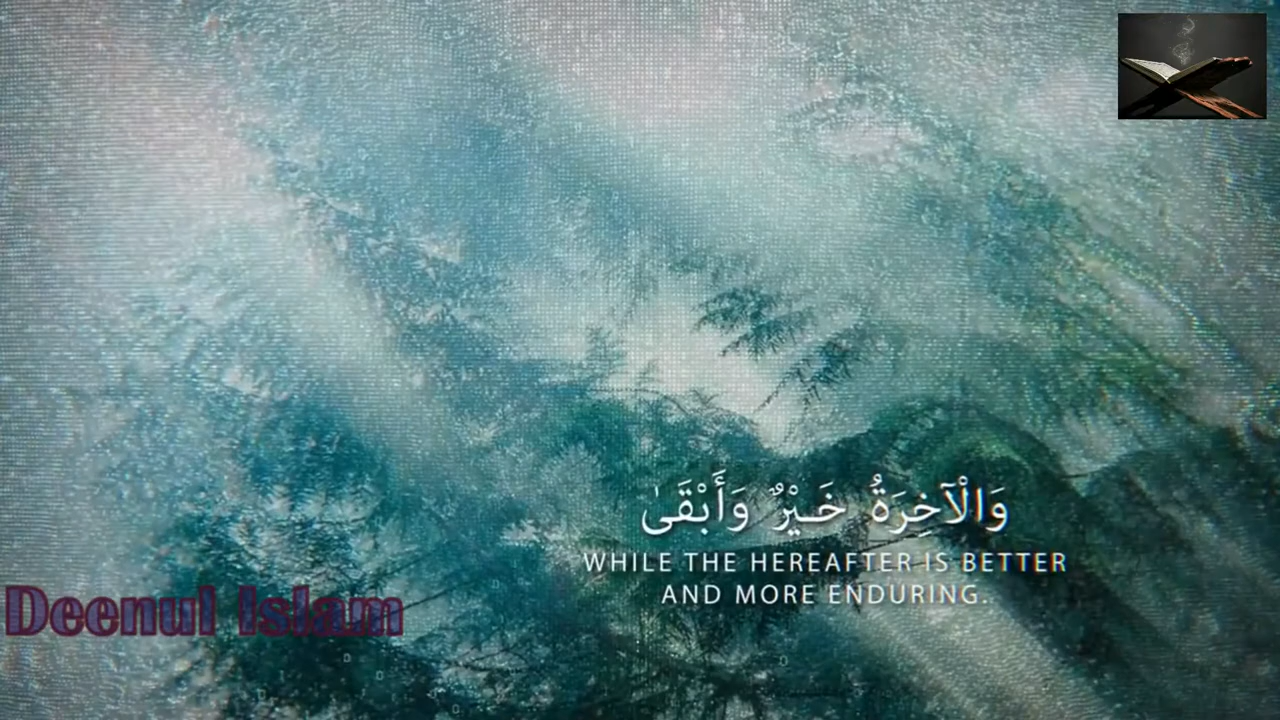 وَالْآخِرَةُ خَيْرٌ وَأَبْقَىٰ
WHILE THE HEREAFTER IS BETTER
AND MORE ENDURING.
Deenul Islam